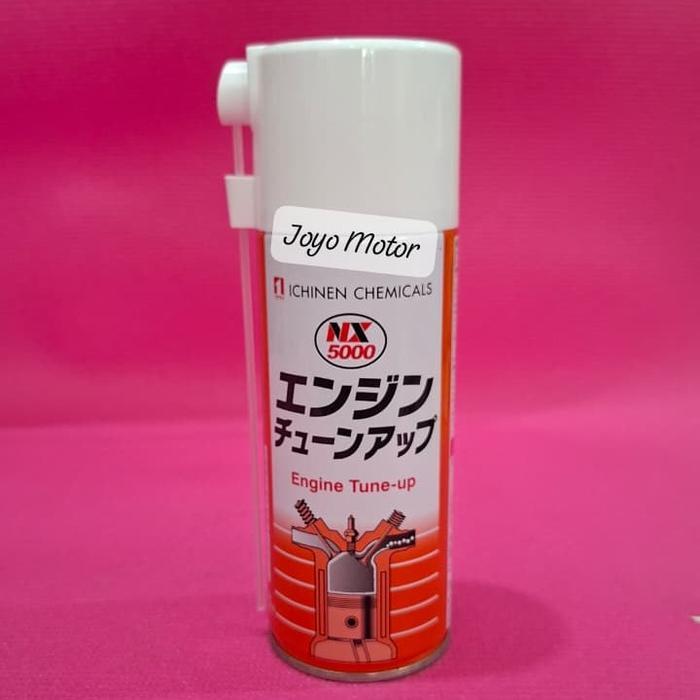 Joyo Motor
ICHINEN CHEMICALS
NX
5000
エンジン
チューンアップ
Engine Tune-up